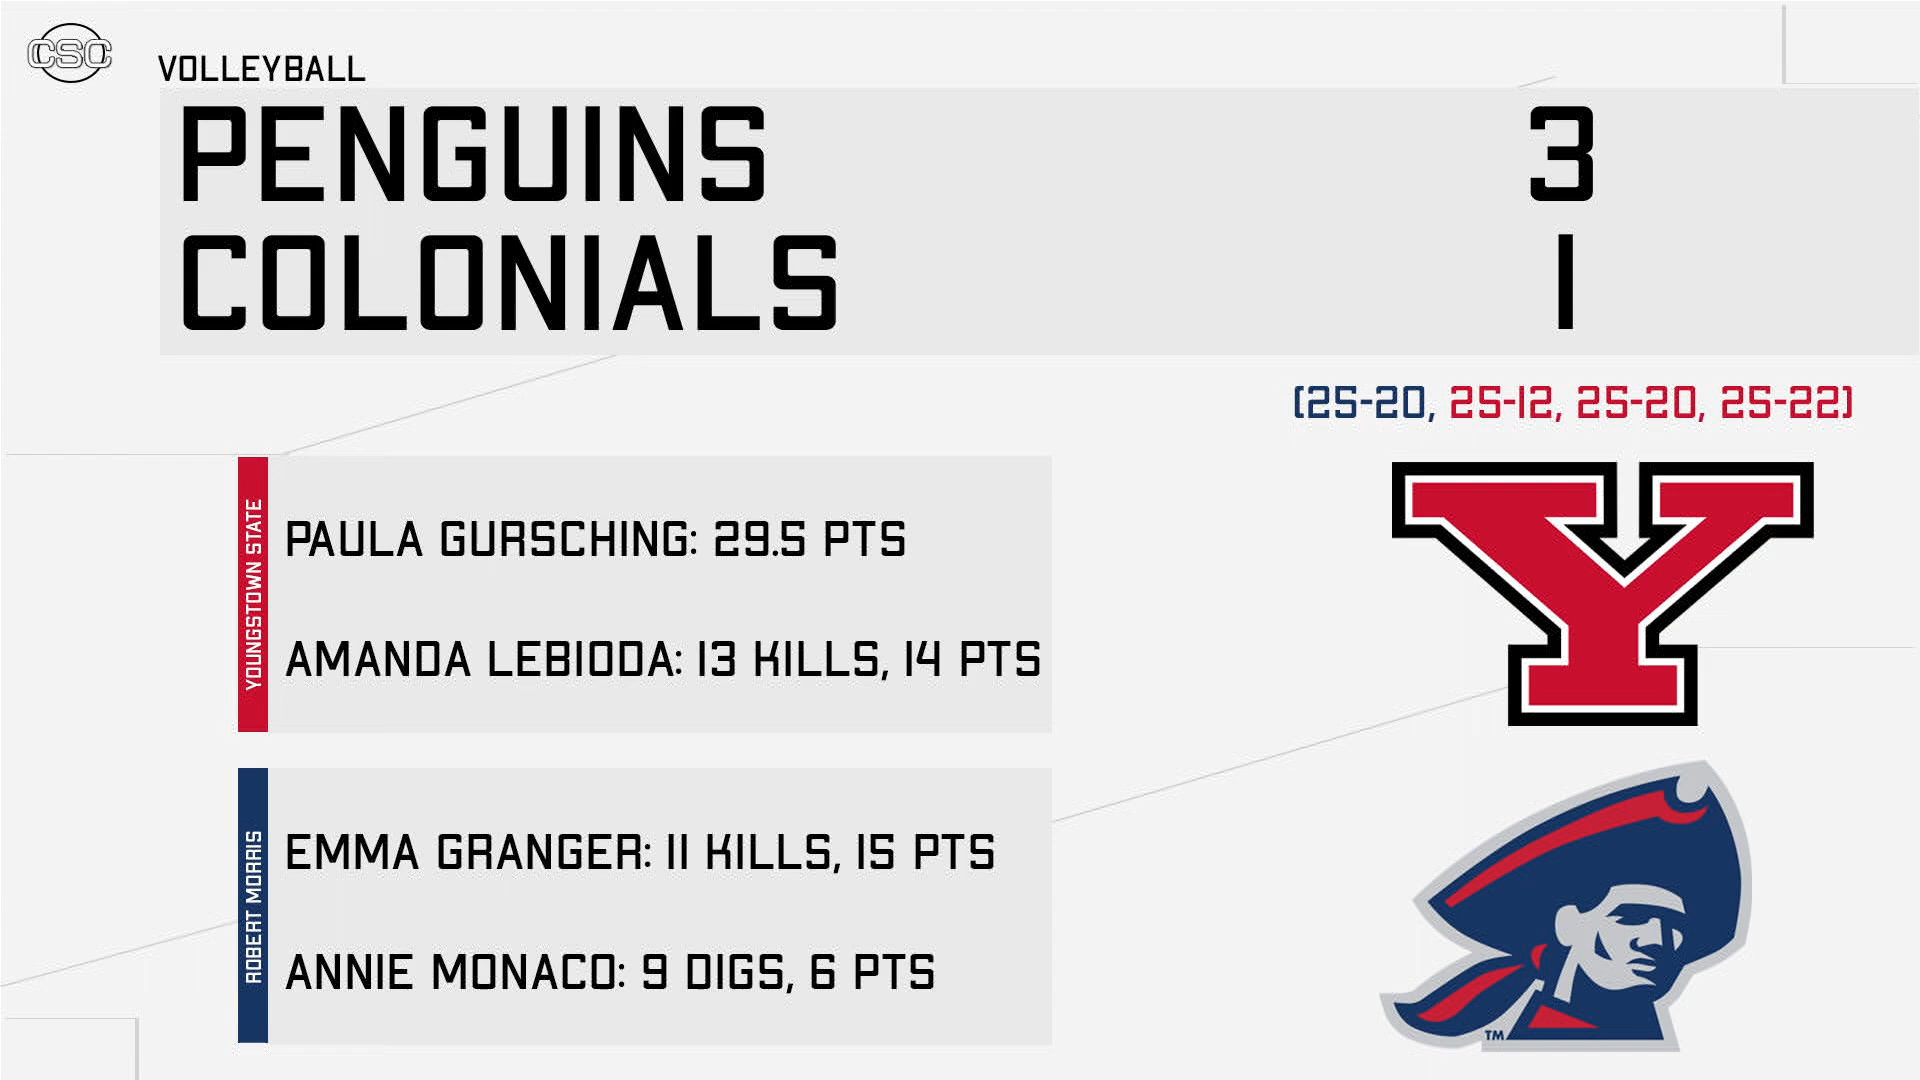 CSC
VOLLEYBALL
PENGUINS 3
COLONIALS 1
(25-20, 25-12, 25-20, 25-22)
YOUNGSTOWN STATE
PAULA GURSCHING: 29.5 PTS
AMANDA LEBIODA: 13 KILLS, 14 PTS
Y
ROBERT MORRIS
EMMA GRANGER: 11 KILLS, 15 PTS
ANNIE MONACO: 9 DIGS, 6 PTS
TM